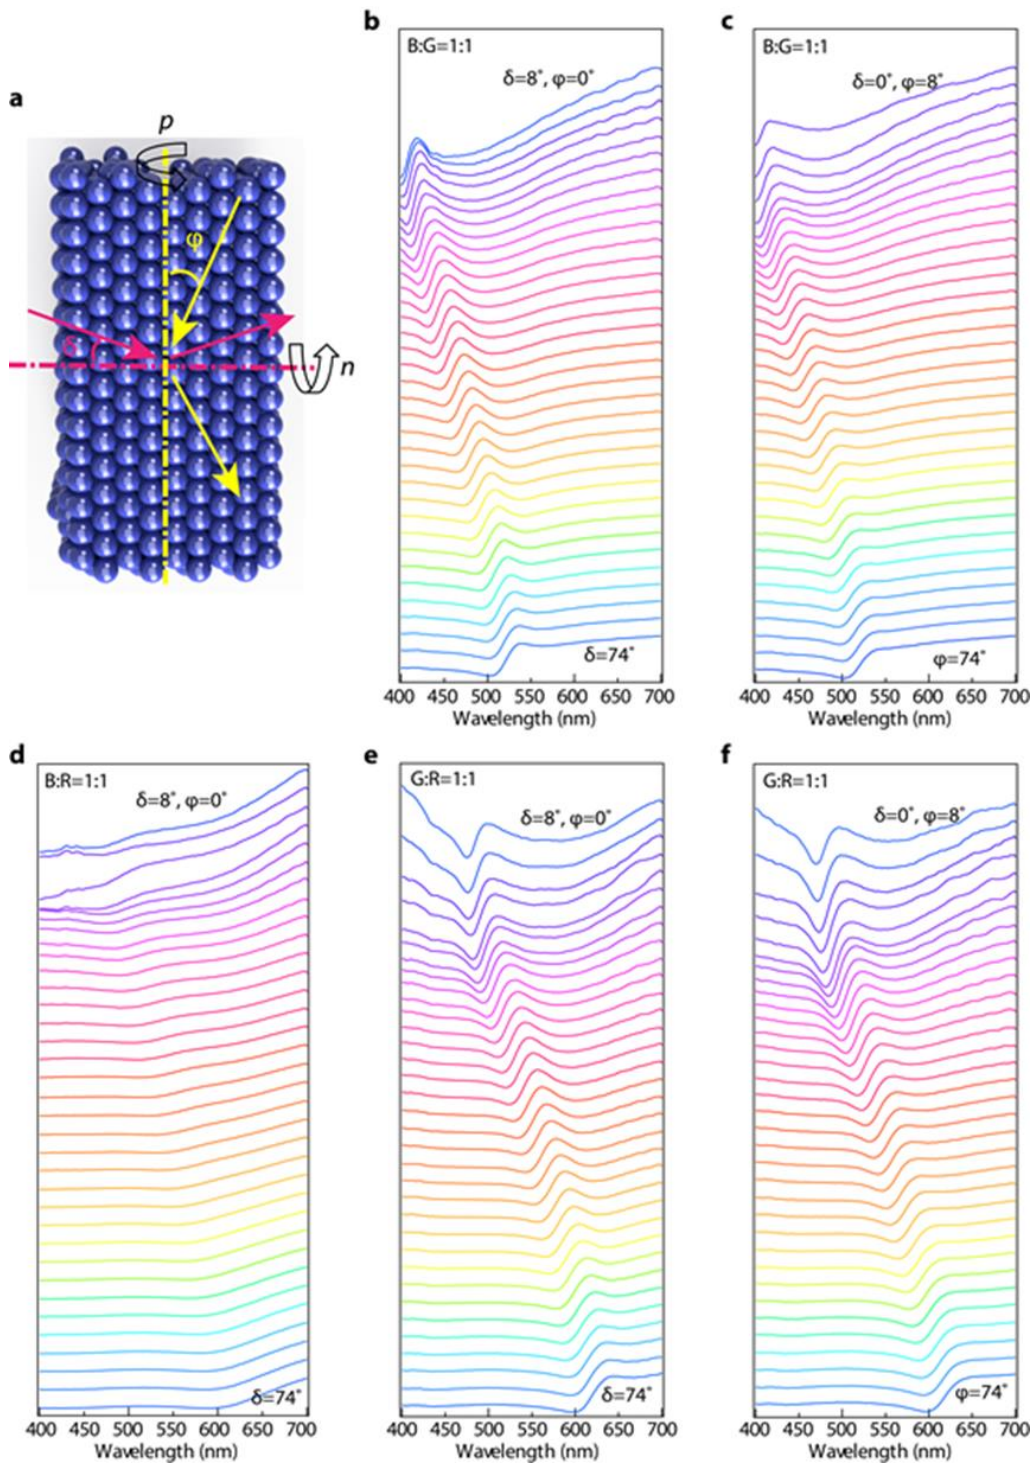 a
p
φ
δ
n
b
B:G=1:1
δ=8°, φ=0°
δ=74°
400 450 500 550 600 650 700
Wavelength (nm)
c
B:G=1:1
δ=0°, φ=8°
φ=74°
400 450 500 550 600 650 700
Wavelength (nm)
d
B:R=1:1
δ=8°, φ=0°
δ=74°
400 450 500 550 600 650 700
Wavelength (nm)
e
G:R=1:1
δ=8°, φ=0°
δ=74°
400 450 500 550 600 650 700
Wavelength (nm)
f
G:R=1:1
δ=0°, φ=8°
φ=74°
400 450 500 550 600 650 700
Wavelength (nm)